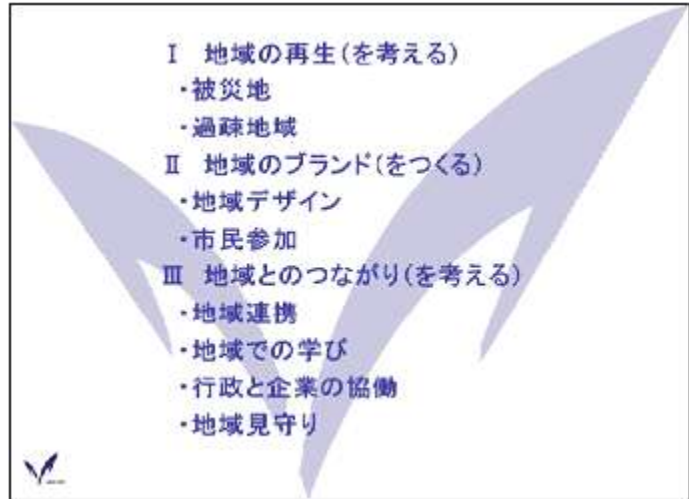 Ⅰ 地域の再生(を考える)
・被災地
・過疎地域
Ⅱ 地域のブランド(をつくる)
・地域デザイン
・市民参加
Ⅲ 地域とのつながり(を考える)
・地域連携
・地域での学び
・行政と企業の協働
・地域見守り